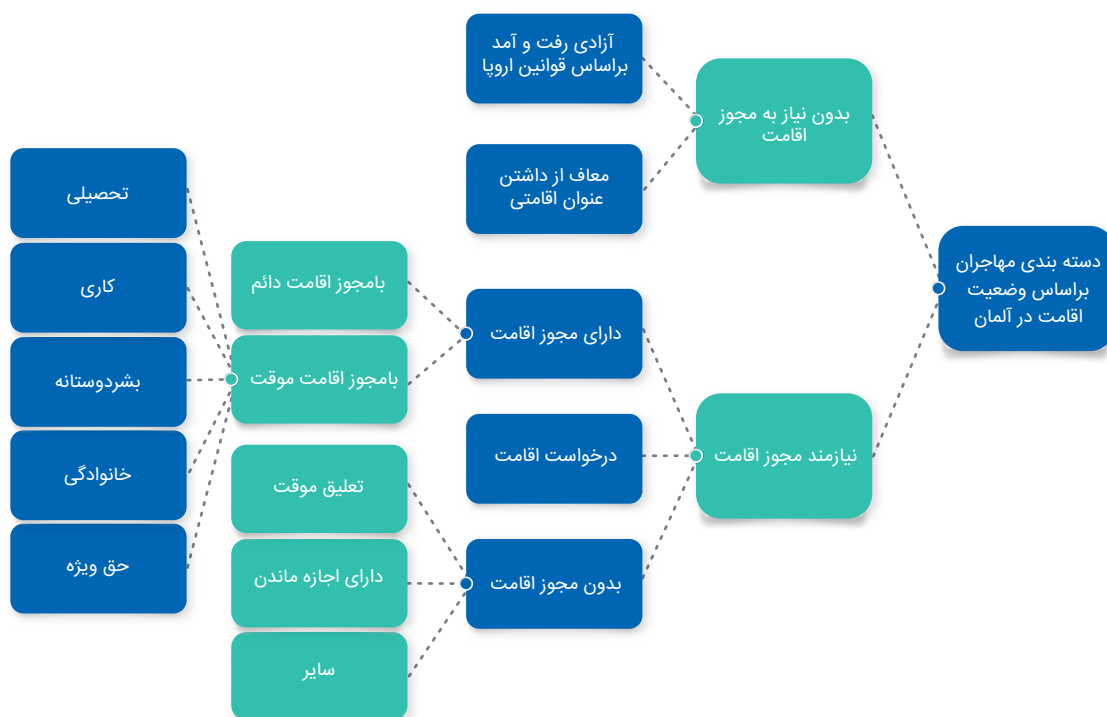 دسته بندی مهاجران
براساس وضعیت
اقامت در آلمان
بدون نیاز به مجوز
اقامت
آزادی رفت و آمد
براساس قوانین اروپا
معاف از داشتن
عنوان اقامتی
نیازمند مجوز اقامت
دارای مجوز اقامت
بامجوز اقامت دائم
بامجوز اقامت موقت
تحصیلی
کاری
بشردوستانه
خانوادگی
حق ویژه
درخواست اقامت
بدون مجوز اقامت
تعلیق موقت
دارای اجازه ماندن
سایر